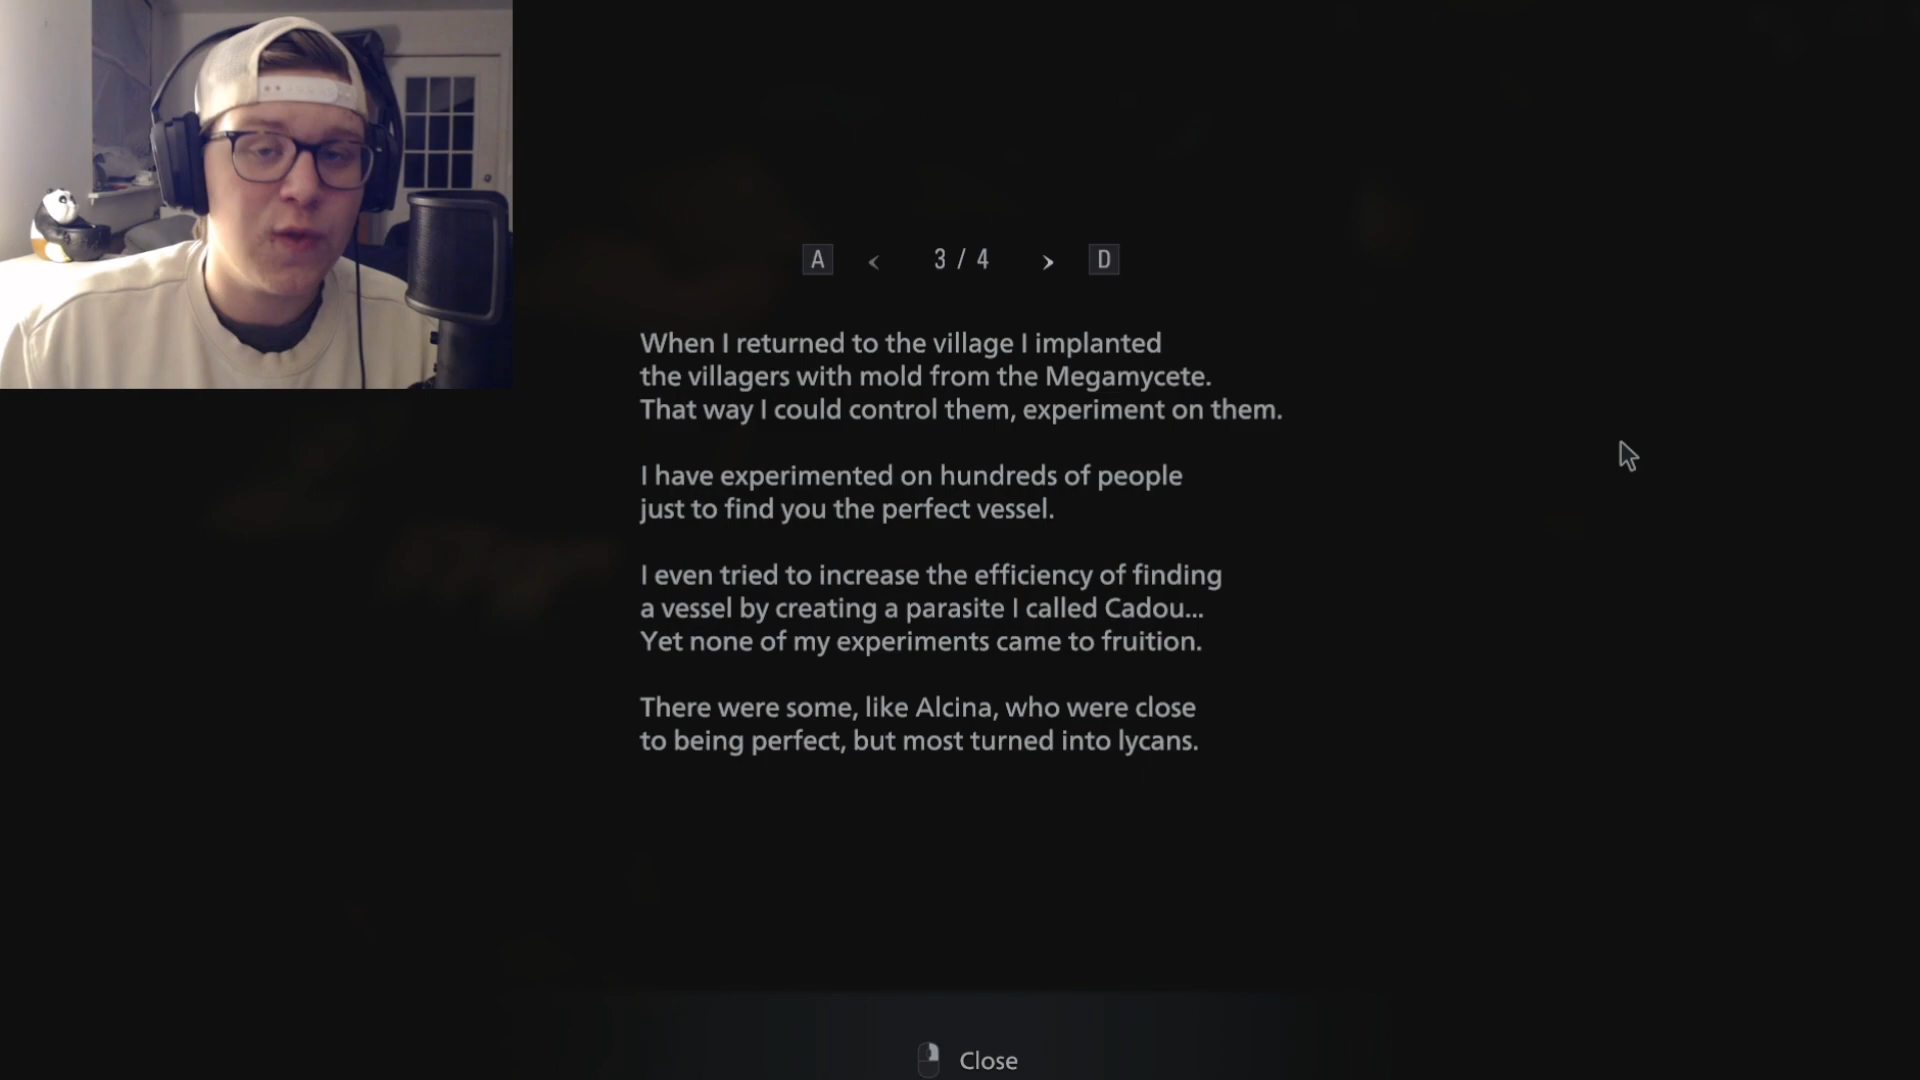 A < 3 / 4 > D
When I returned to the village I implanted
the villagers with mold from the Megamycete.
That way I could control them, experiment on them.
I have experimented on hundreds of people
just to find you the perfect vessel.
I even tried to increase the efficiency of finding
a vessel by creating a parasite I called Cadou...
Yet none of my experiments came to fruition.
There were some, like Alcina, who were close
to being perfect, but most turned into lycans.
Close